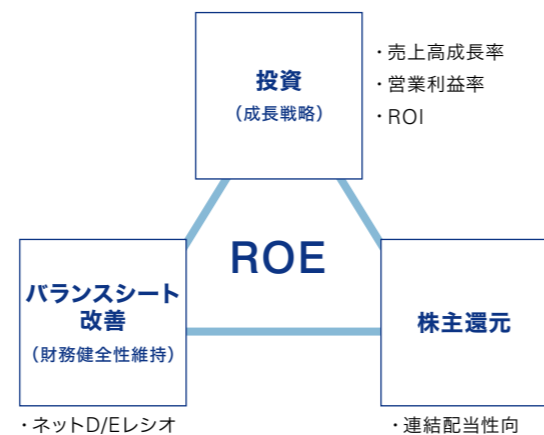 投資
（成長戦略）
・売上高成長率
・営業利益率
・ROI
ROE
バランスシート
改善
（財務健全性維持）
・ネットD/Eレシオ
株主還元
・連結配当性向